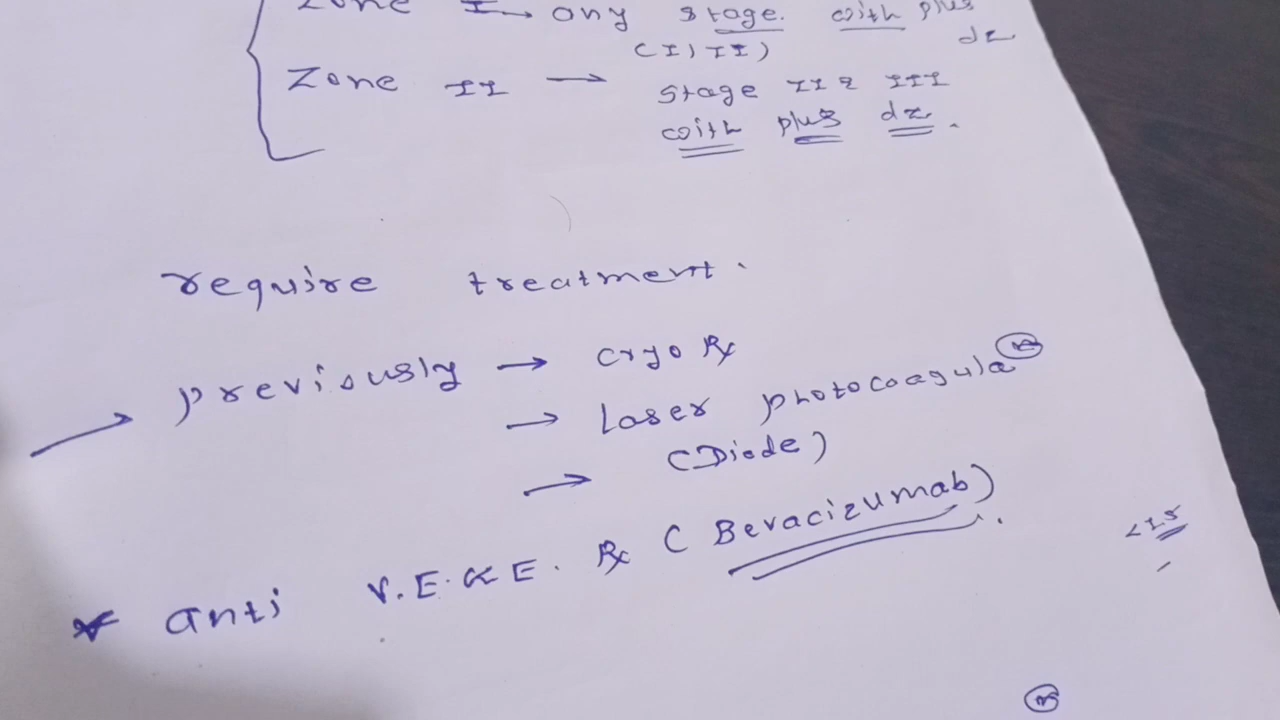 Zone I → any stage. with plus dz
(I, II)
Zone II → Stage II & III
with plus dz.
require treatment.
→ previously → cryo Rx
→ Laser photocoagula(n)
→ (Diode)
* anti V.E.G.F. Rx (Bevacizumab).